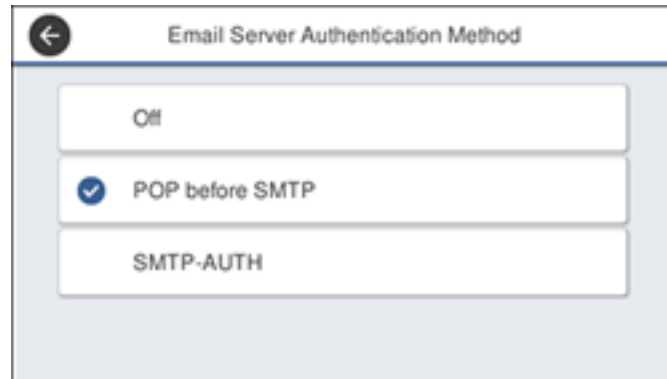 Email Server Authentication Method
Off
POP before SMTP
SMTP-AUTH